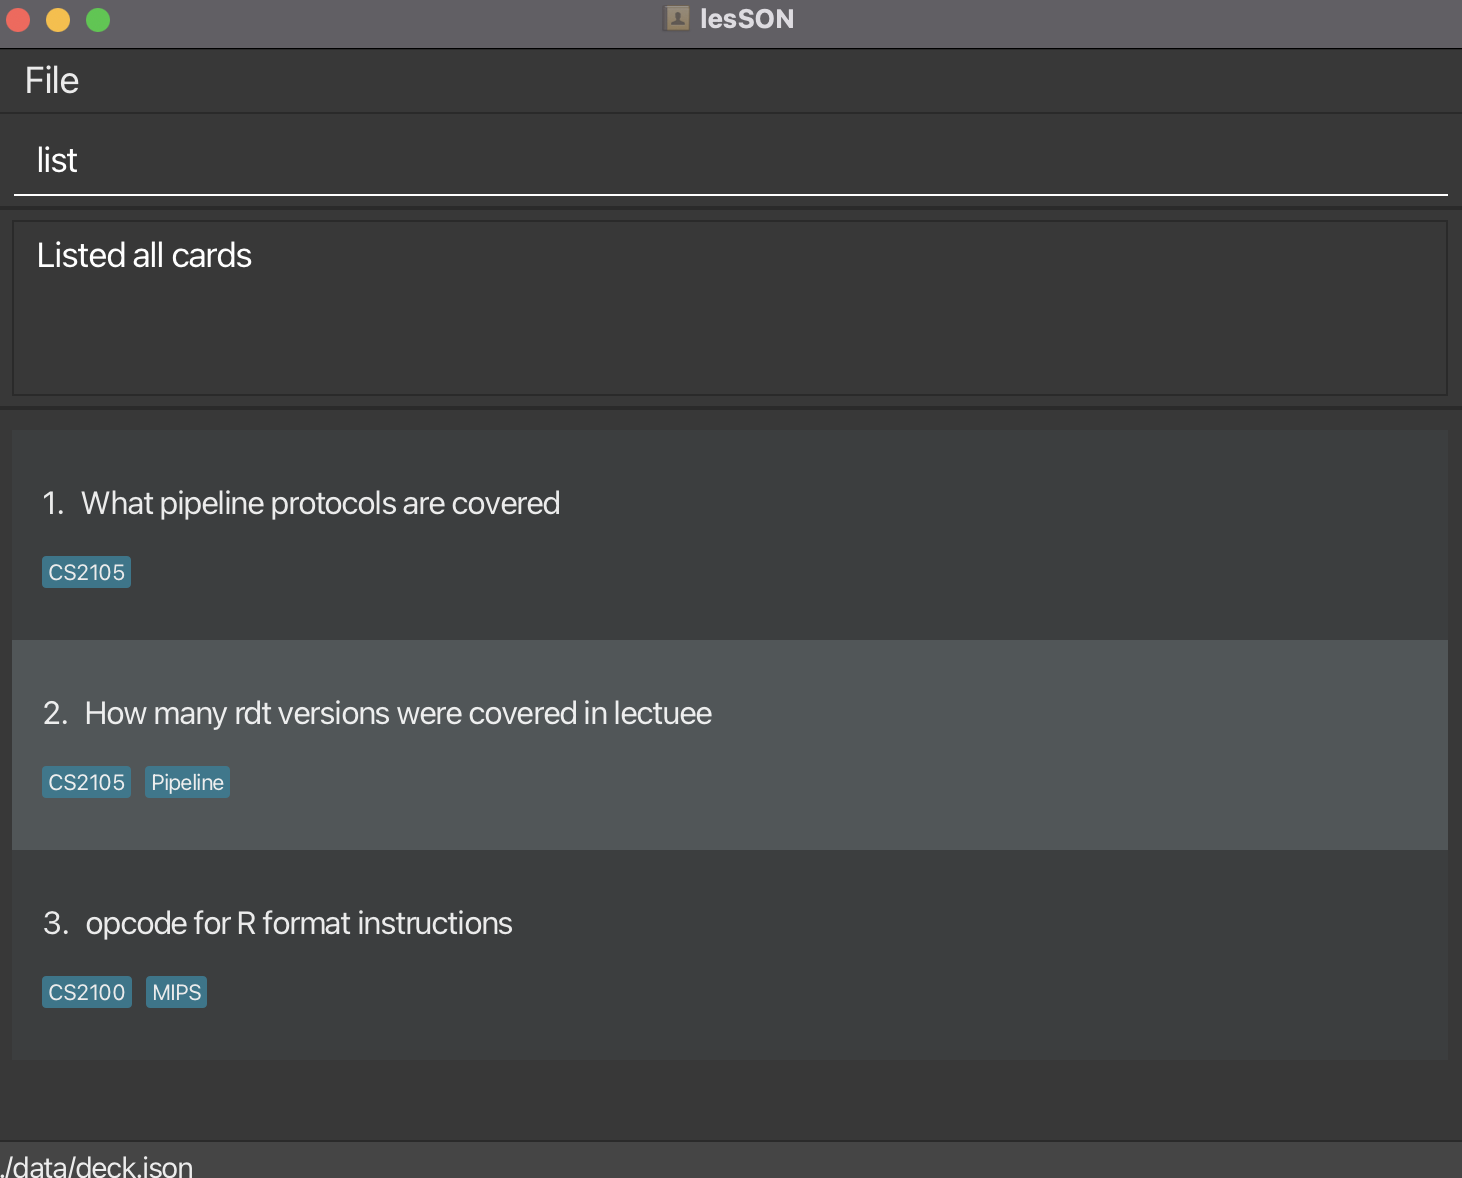 lesSON
File
list
Listed all cards
1. What pipeline protocols are covered
CS2105
2. How many rdt versions were covered in lectuee
CS2105 Pipeline
3. opcode for R format instructions
CS2100 MIPS
./data/deck.json